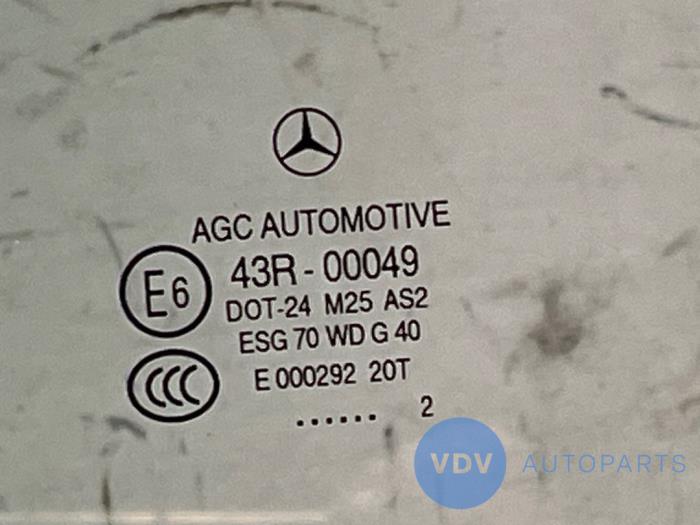 AGC AUTOMOTIVE
E6 43R - 00049
DOT-24 M25 AS2
ESG 70 WD G 40
CCC E 000292 20T
...... 2
VDV AUTOPARTS